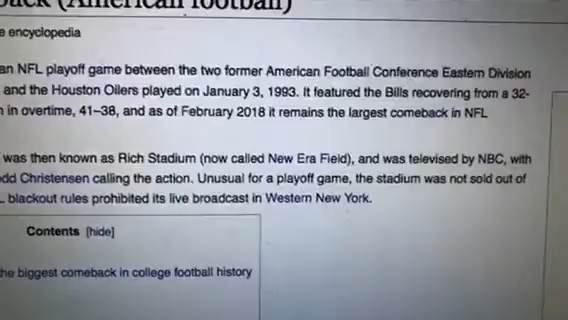 back (American football)
e encyclopedia
an NFL playoff game between the two former American Football Conference Eastern Division
and the Houston Oilers played on January 3, 1993. It featured the Bills recovering from a 32-
n in overtime, 41–38, and as of February 2018 it remains the largest comeback in NFL
was then known as Rich Stadium (now called New Era Field), and was televised by NBC, with
dd Christensen calling the action. Unusual for a playoff game, the stadium was not sold out of
L blackout rules prohibited its live broadcast in Western New York.
Contents [hide]
he biggest comeback in college football history